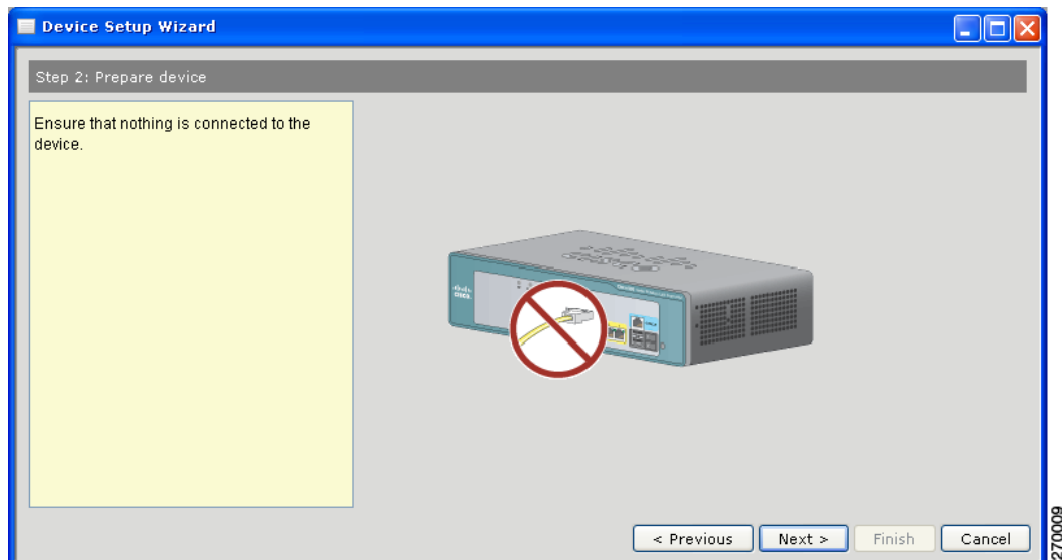 Device Setup Wizard
Step 2: Prepare device
Ensure that nothing is connected to the
device.
CISCO
< Previous
Next >
Finish
Cancel
270009